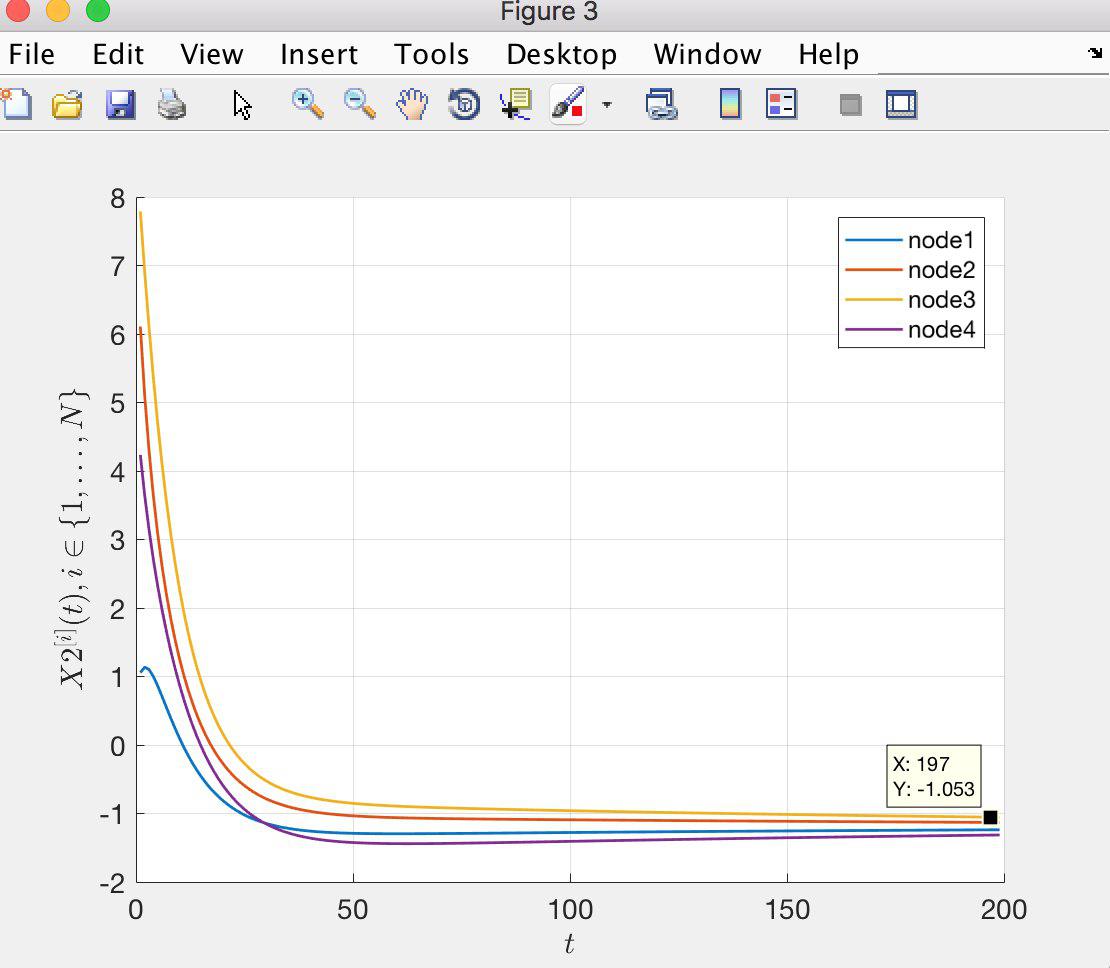 Figure 3
File Edit View Insert Tools Desktop Window Help
8
7
6
5
4
3
2
1
0
-1
-2
0 50 100 150 200
t
X2^{[i]}(t), i ∈ {1, . . . , N}
node1
node2
node3
node4
X: 197
Y: -1.053